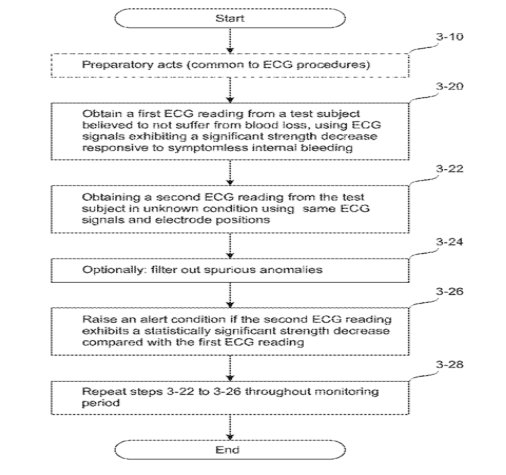 Start
3-10
Preparatory acts (common to ECG procedures)
3-20
Obtain a first ECG reading from a test subject
believed to not suffer from blood loss, using ECG
signals exhibiting a significant strength decrease
responsive to symptomless internal bleeding
3-22
Obtaining a second ECG reading from the test
subject in unknown condition using same ECG
signals and electrode positions
3-24
Optionally: filter out spurious anomalies
3-26
Raise an alert condition if the second ECG reading
exhibits a statistically significant strength decrease
compared with the first ECG reading
3-28
Repeat steps 3-22 to 3-26 throughout monitoring
period
End